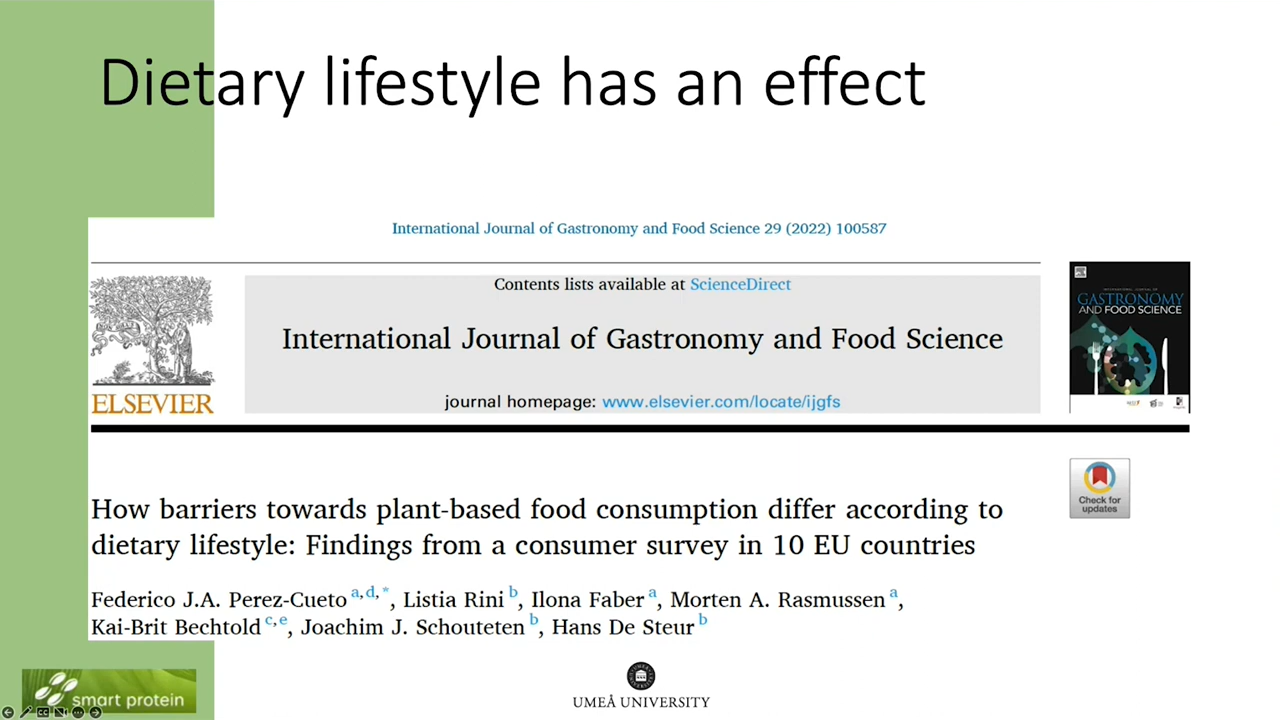 Dietary lifestyle has an effect
International Journal of Gastronomy and Food Science 29 (2022) 100587
Contents lists available at ScienceDirect
International Journal of Gastronomy and Food Science
journal homepage: www.elsevier.com/locate/ijgfs
ELSEVIER
GASTRONOMY
AND FOOD SCIENCE
Check for
updates
How barriers towards plant-based food consumption differ according to
dietary lifestyle: Findings from a consumer survey in 10 EU countries
Federico J.A. Perez-Cueto a,d,*, Listia Rini b, Ilona Faber a, Morten A. Rasmussen a,
Kai-Brit Bechtold c,e, Joachim J. Schouteten b, Hans De Steur b
smart protein
UMEÅ UNIVERSITY